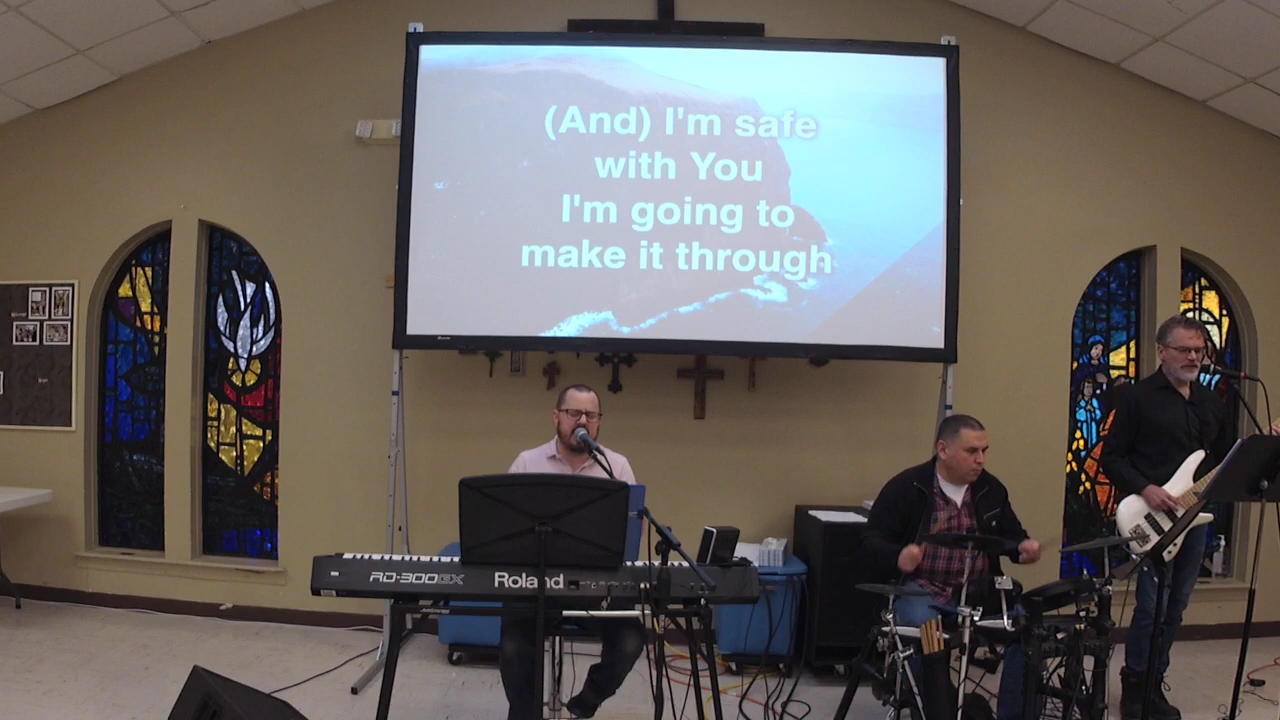 (And) I'm safe
with You
I'm going to
make it through
RD-300GX
Roland